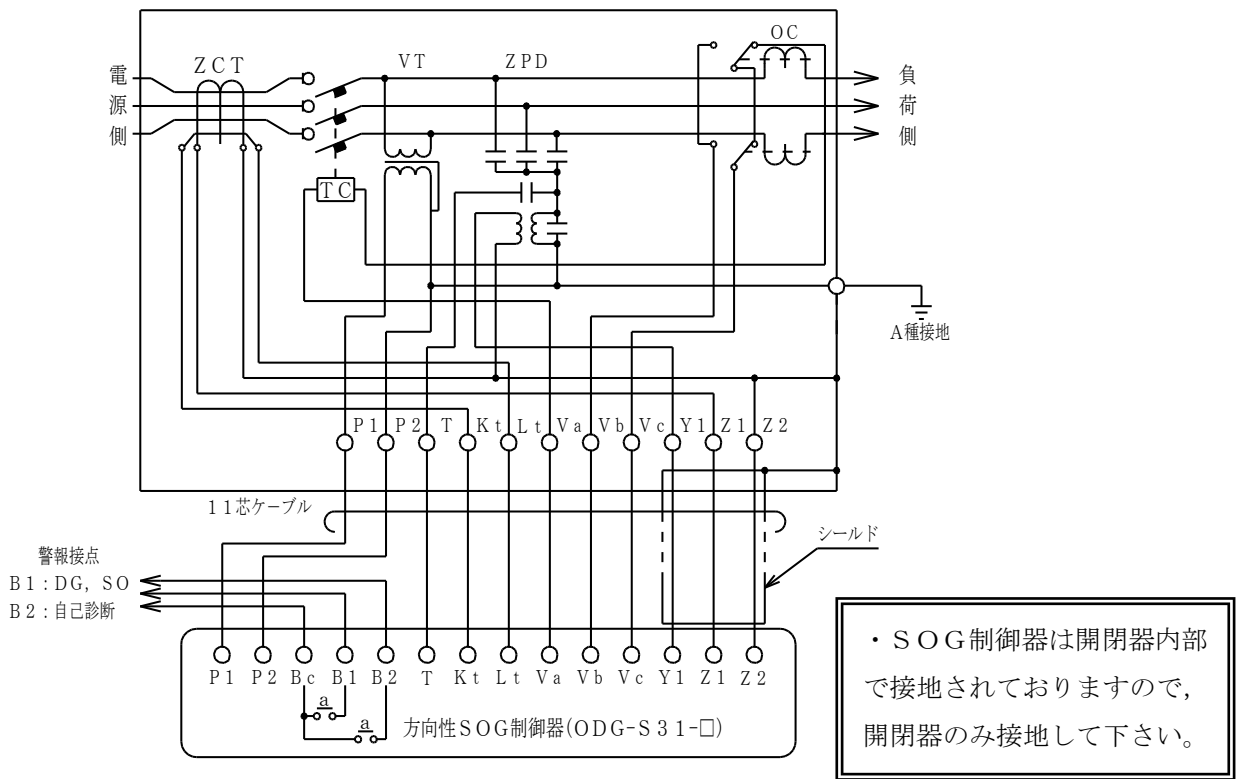 OC
ZCT
VT
ZPD
電
源
側
負
荷
側
TC
A種接地
P1 P2 T Kt Lt Va Vb Vc Y1 Z1 Z2
11芯ケーブル
シールド
警報接点
B1:DG, SO
B2:自己診断
P1 P2 Bc B1 B2 T Kt Lt Va Vb Vc Y1 Z1 Z2
a
a
方向性SOG制御器(ODG-S31-□)
・SOG制御器は開閉器内部
で接地されておりますので,
開閉器のみ接地して下さい。